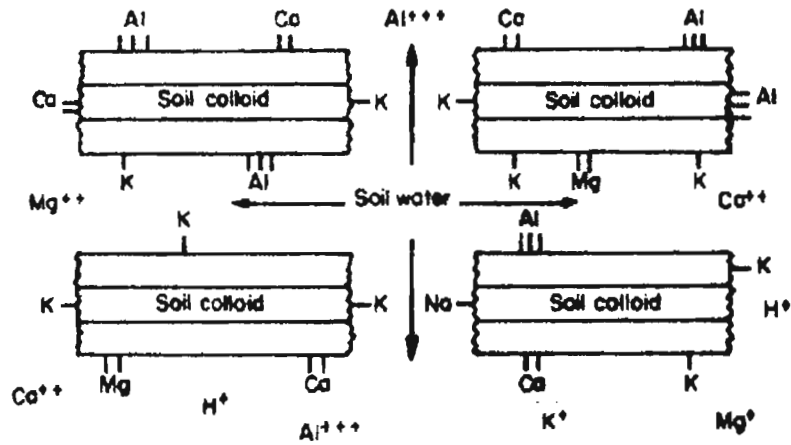 Al Ca Al+++ Ca Al
Ca Soil colloid K K Soil colloid Al
K Al K Mg K
Mg++ Soil water Ca++
K Al
K
K Soil colloid K Na Soil colloid H+
Mg Ca Ca K
Ca++ H+ K+ Mg+
Al+++